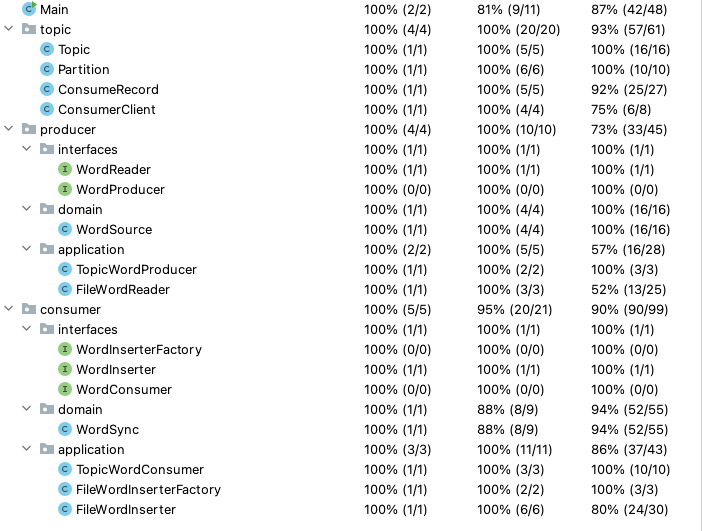 Main 100% (2/2) 81% (9/11) 87% (42/48)
topic 100% (4/4) 100% (20/20) 93% (57/61)
Topic 100% (1/1) 100% (5/5) 100% (16/16)
Partition 100% (1/1) 100% (6/6) 100% (10/10)
ConsumeRecord 100% (1/1) 100% (5/5) 92% (25/27)
ConsumerClient 100% (1/1) 100% (4/4) 75% (6/8)
producer 100% (4/4) 100% (10/10) 73% (33/45)
interfaces 100% (1/1) 100% (1/1) 100% (1/1)
WordReader 100% (1/1) 100% (1/1) 100% (1/1)
WordProducer 100% (0/0) 100% (0/0) 100% (0/0)
domain 100% (1/1) 100% (4/4) 100% (16/16)
WordSource 100% (1/1) 100% (4/4) 100% (16/16)
application 100% (2/2) 100% (5/5) 57% (16/28)
TopicWordProducer 100% (1/1) 100% (2/2) 100% (3/3)
FileWordReader 100% (1/1) 100% (3/3) 52% (13/25)
consumer 100% (5/5) 95% (20/21) 90% (90/99)
interfaces 100% (1/1) 100% (1/1) 100% (1/1)
WordInserterFactory 100% (0/0) 100% (0/0) 100% (0/0)
WordInserter 100% (1/1) 100% (1/1) 100% (1/1)
WordConsumer 100% (0/0) 100% (0/0) 100% (0/0)
domain 100% (1/1) 88% (8/9) 94% (52/55)
WordSync 100% (1/1) 88% (8/9) 94% (52/55)
application 100% (3/3) 100% (11/11) 86% (37/43)
TopicWordConsumer 100% (1/1) 100% (3/3) 100% (10/10)
FileWordInserterFactory 100% (1/1) 100% (2/2) 100% (3/3)
FileWordInserter 100% (1/1) 100% (6/6) 80% (24/30)